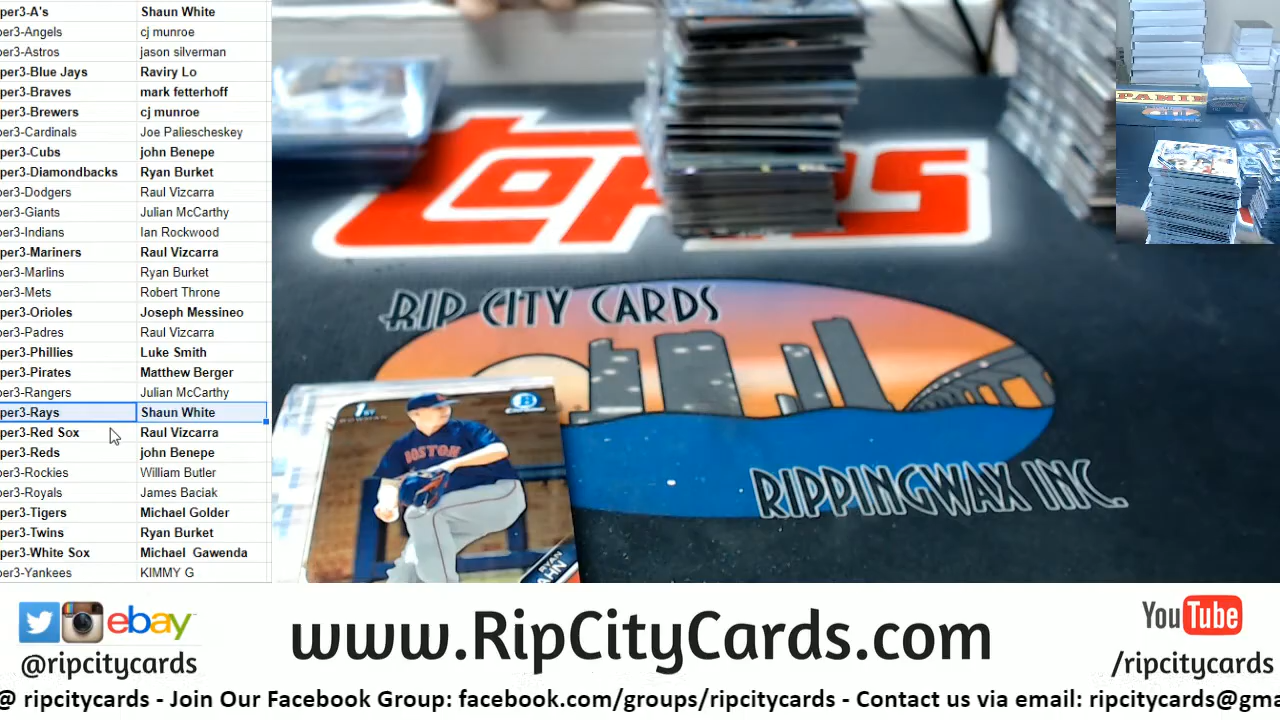 per3-A's Shaun White
per3-Angels cj munroe
per3-Astros jason silverman
per3-Blue Jays Raviry Lo
per3-Braves mark fetterhoff
per3-Brewers cj munroe
per3-Cardinals Joe Paliescheskey
per3-Cubs john Benepe
per3-Diamondbacks Ryan Burket
per3-Dodgers Raul Vizcarra
per3-Giants Julian McCarthy
per3-Indians Ian Rockwood
per3-Mariners Raul Vizcarra
per3-Marlins Ryan Burket
per3-Mets Robert Throne
per3-Orioles Joseph Messineo
per3-Padres Raul Vizcarra
per3-Phillies Luke Smith
per3-Pirates Matthew Berger
per3-Rangers Julian McCarthy
per3-Rays Shaun White
per3-Red Sox Raul Vizcarra
per3-Reds john Benepe
per3-Rockies William Butler
per3-Royals James Baciak
per3-Tigers Michael Golder
per3-Twins Ryan Burket
per3-White Sox Michael Gawenda
per3-Yankees KIMMY G
PANINI
Topps
RIP CITY CARDS
RIPPINGWAX INC.
1ST
BOWMAN
B
BOSTON
RYAN
ebay
@ripcitycards
www.RipCityCards.com
YouTube
/ripcitycards
@ ripcitycards - Join Our Facebook Group: facebook.com/groups/ripcitycards - Contact us via email: ripcitycards@gma